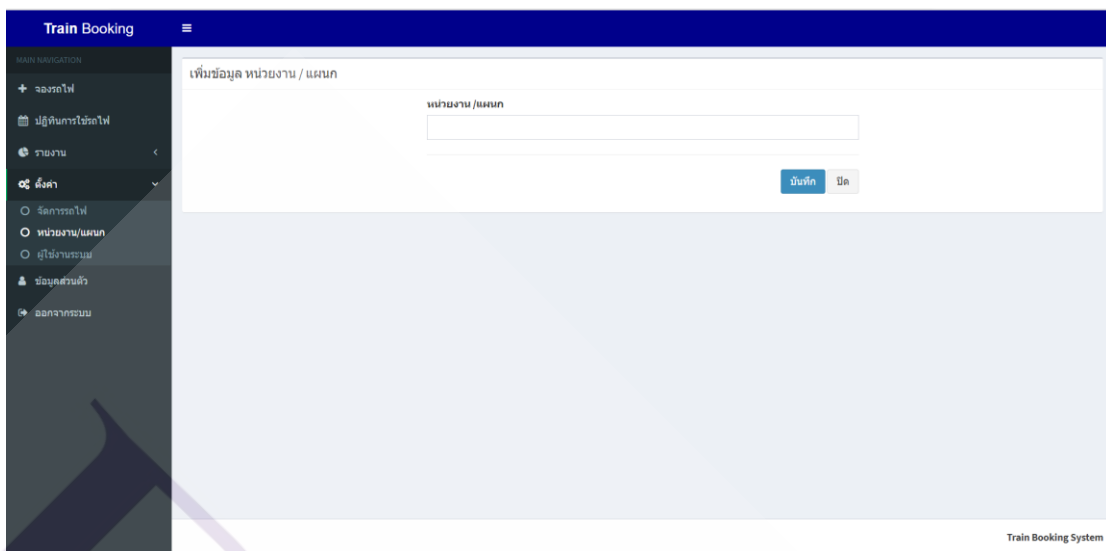 Train Booking
MAIN NAVIGATION
จองรถไฟ
ปฏิทินการใช้รถไฟ
รายงาน
ตั้งค่า
จัดการรถไฟ
หน่วยงาน/แผนก
ผู้ใช้งานระบบ
ข้อมูลส่วนตัว
ออกจากระบบ
เพิ่มข้อมูล หน่วยงาน / แผนก
หน่วยงาน /แผนก
บันทึก ปิด
Train Booking System